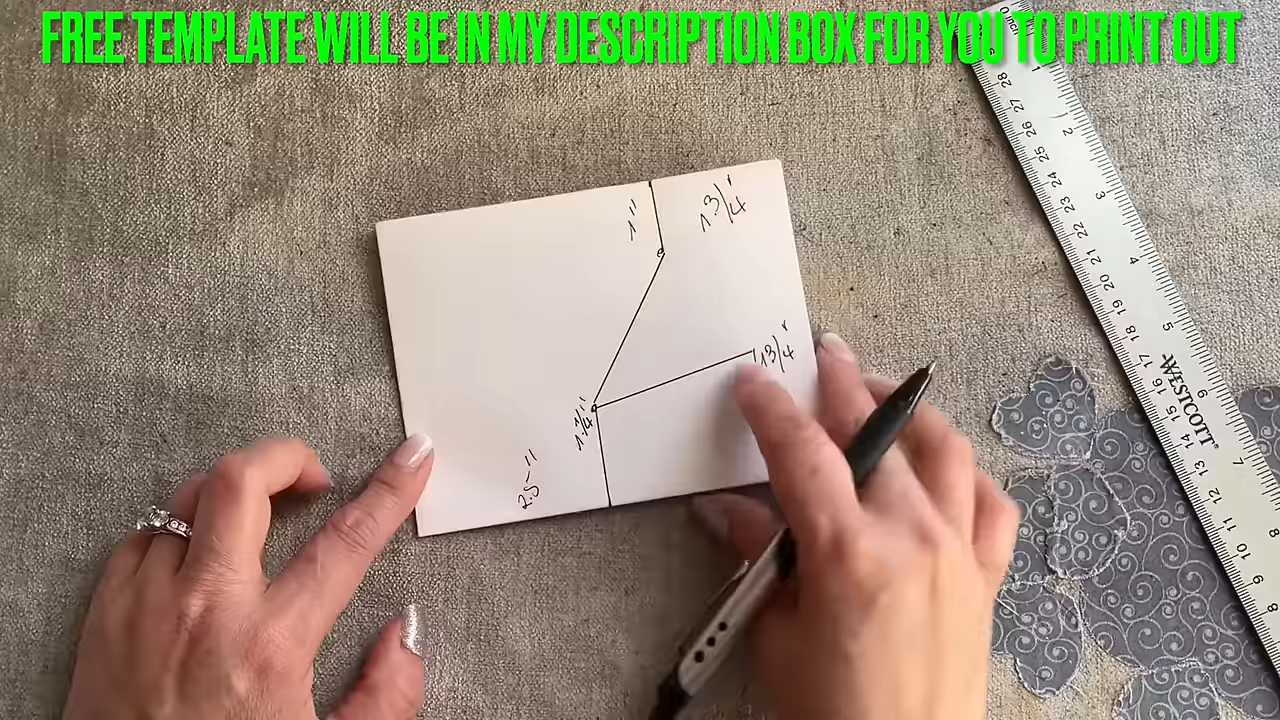 FREE TEMPLATE WILL BE IN MY DESCRIPTION BOX FOR YOU TO PRINT OUT
1"
1 3/4"
1 3/4"
1 1/4"
2.5-"
WESTCOTT